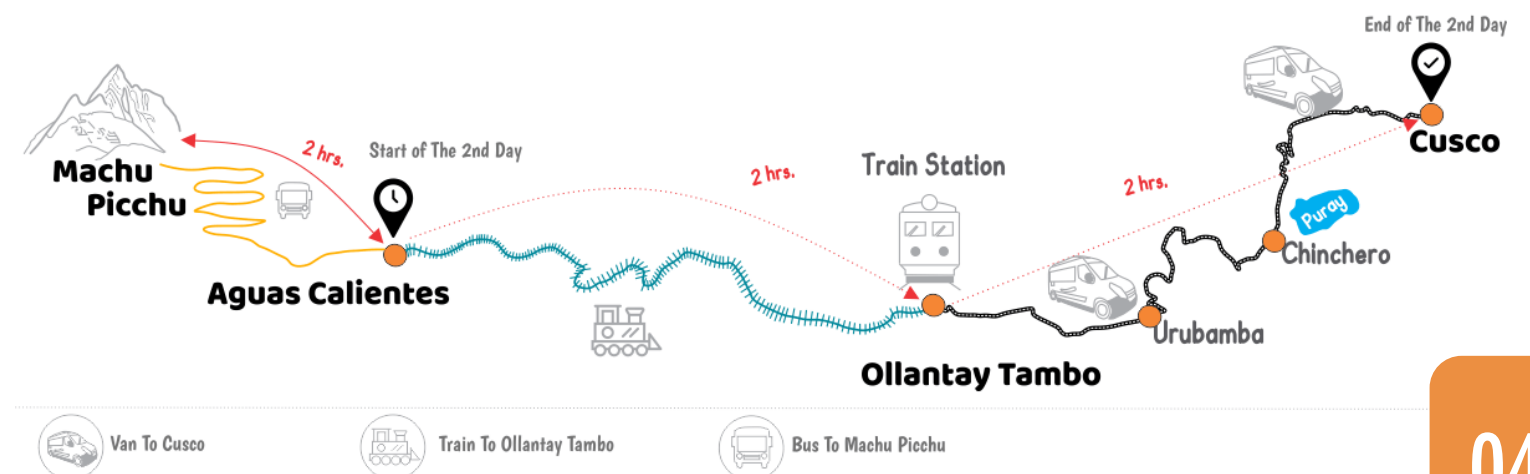 End of The 2nd Day
Cusco
Machu
Picchu
2 hrs.
Start of The 2nd Day
Aguas Calientes
2 hrs.
Train Station
Ollantay Tambo
2 hrs.
Urubamba
Chinchero
Puray
Van To Cusco
Train To Ollantay Tambo
Bus To Machu Picchu
04